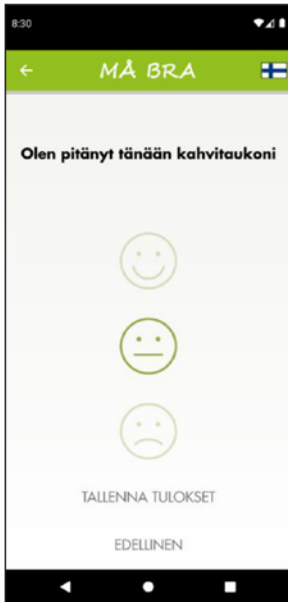 8:30
MÅ BRA
Olen pitänyt tänään kahvitaukoni
TALLENNA TULOKSET
EDELLINEN